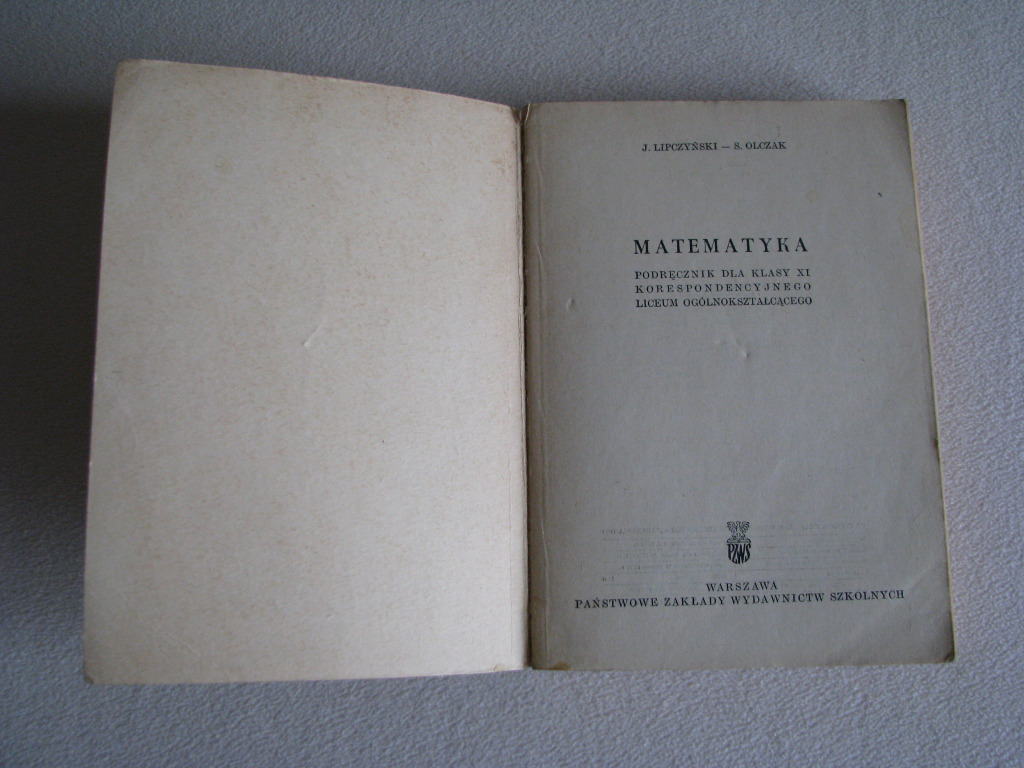 J. LIPCZYŃSKI – S. OLCZAK
MATEMATYKA
PODRĘCZNIK DLA KLASY XI
KORESPONDENCYJNEGO
LICEUM OGÓLNOKSZTAŁCĄCEGO
PZWS
WARSZAWA
PAŃSTWOWE ZAKŁADY WYDAWNICTW SZKOLNYCH